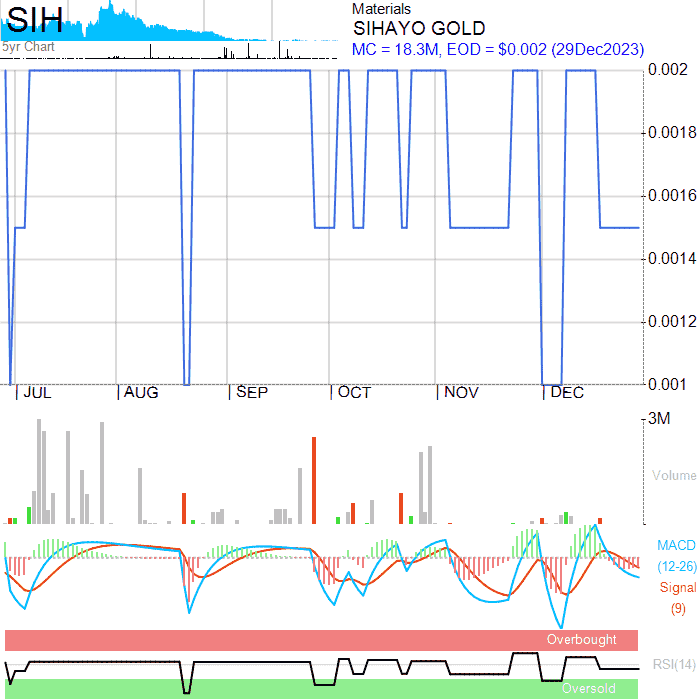 SIH
5yr Chart
Materials
SIHAYO GOLD
MC = 18.3M, EOD = $0.002 (29Dec2023)
0.002
0.0018
0.0016
0.0014
0.0012
0.001
JUL AUG SEP OCT NOV DEC
3M
Volume
MACD
(12-26)
Signal
(9)
Overbought
RSI(14)
Oversold